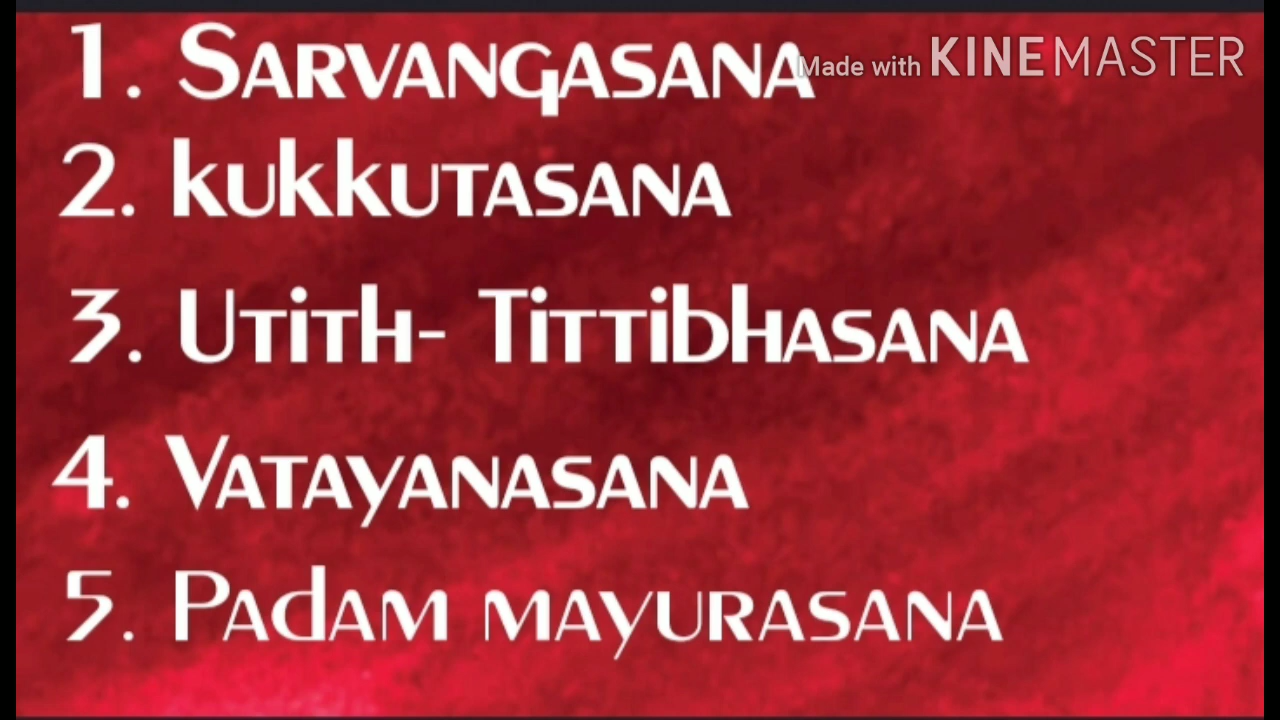 1. Sarvangasana
Made with KINEMASTER
2. kukkutasana
3. Utith- Tittibhasana
4. Vatayanasana
5. Padam mayurasana